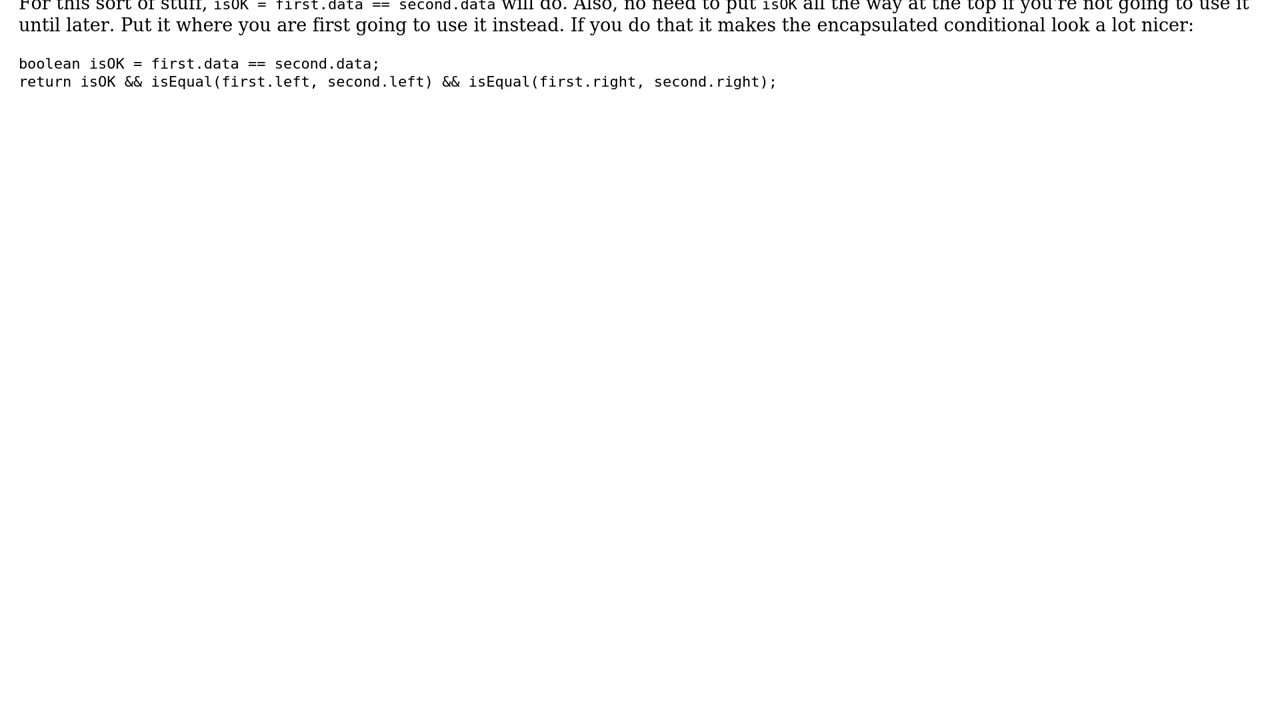 For this sort of stuff, isOK = first.data == second.data will do. Also, no need to put isOK all the way at the top if you're not going to use it
until later. Put it where you are first going to use it instead. If you do that it makes the encapsulated conditional look a lot nicer:
boolean isOK = first.data == second.data;
return isOK && isEqual(first.left, second.left) && isEqual(first.right, second.right);